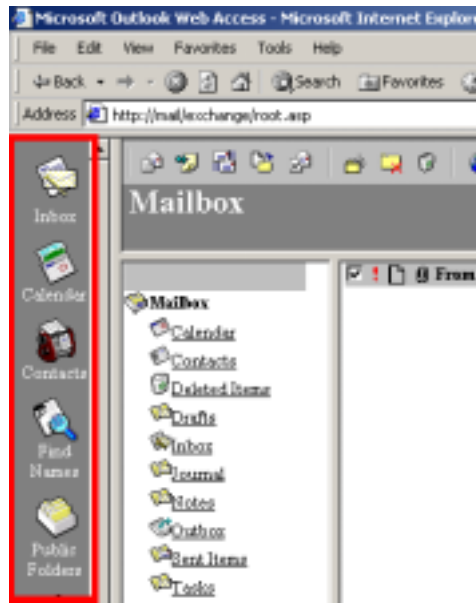 Microsoft Outlook Web Access - Microsoft Internet Explore
File Edit View Favorites Tools Help
Back Search Favorites
Address http://mail/exchange/root.asp
Inbox
Calendar
Contacts
Find
Names
Public
Folders
Mailbox
Mailbox
Calendar
Contacts
Deleted Items
Drafts
Inbox
Journal
Notes
Outbox
Sent Items
Tasks
From